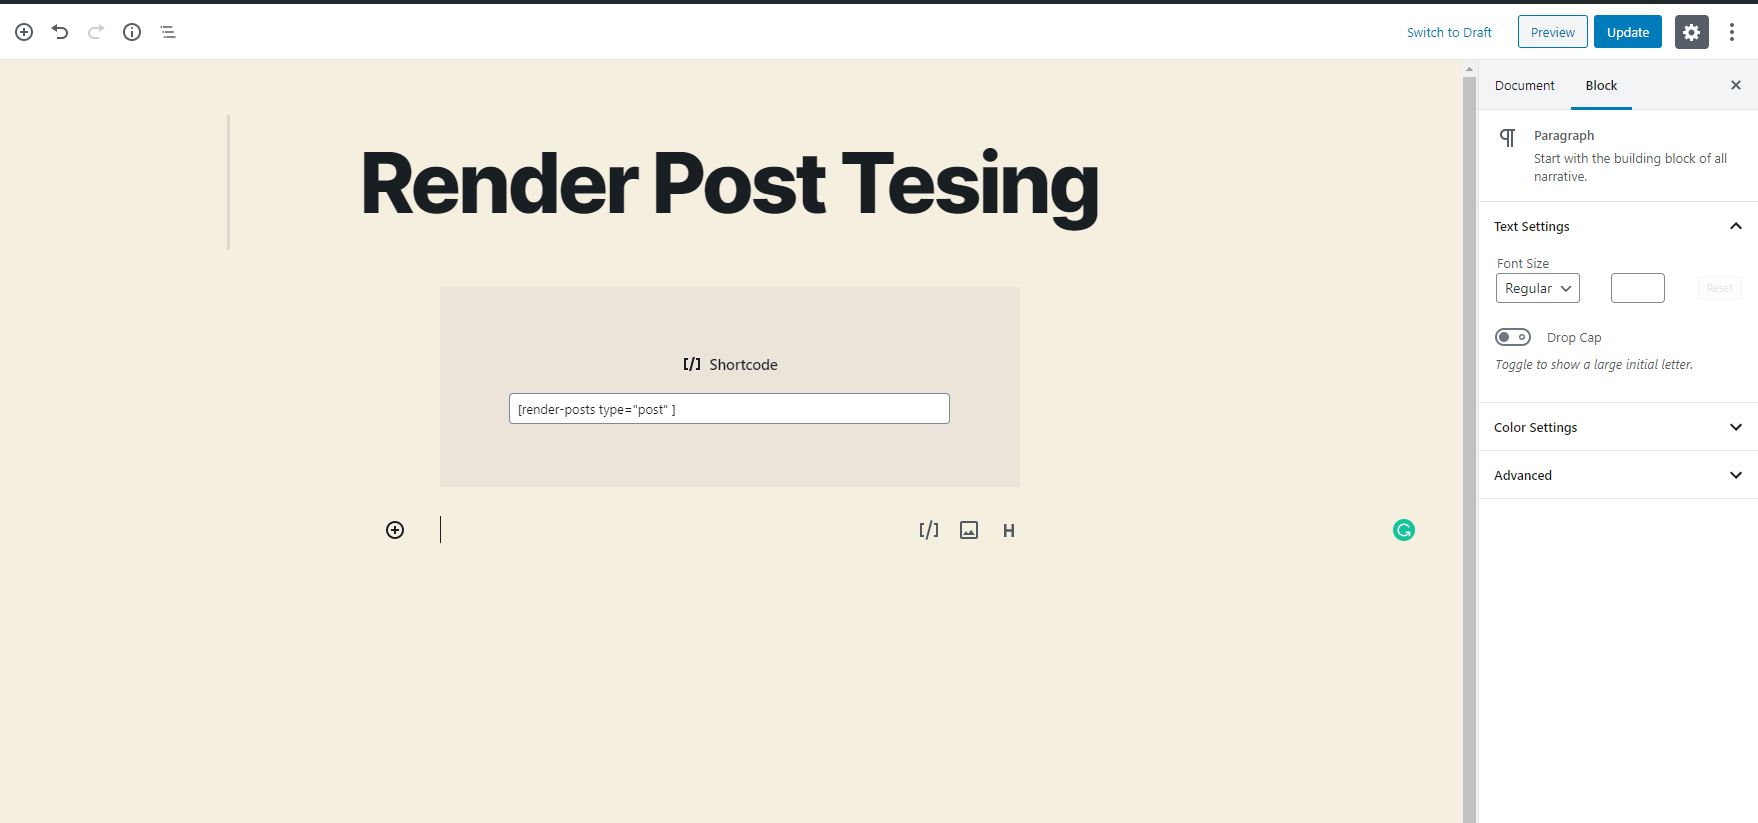 Switch to Draft
Preview
Update
Document
Block
Render Post Tesing
[/] Shortcode
[render-posts type="post" ]
[/]
H
Paragraph
Start with the building block of all
narrative.
Text Settings
Font Size
Regular
Reset
Drop Cap
Toggle to show a large initial letter.
Color Settings
Advanced